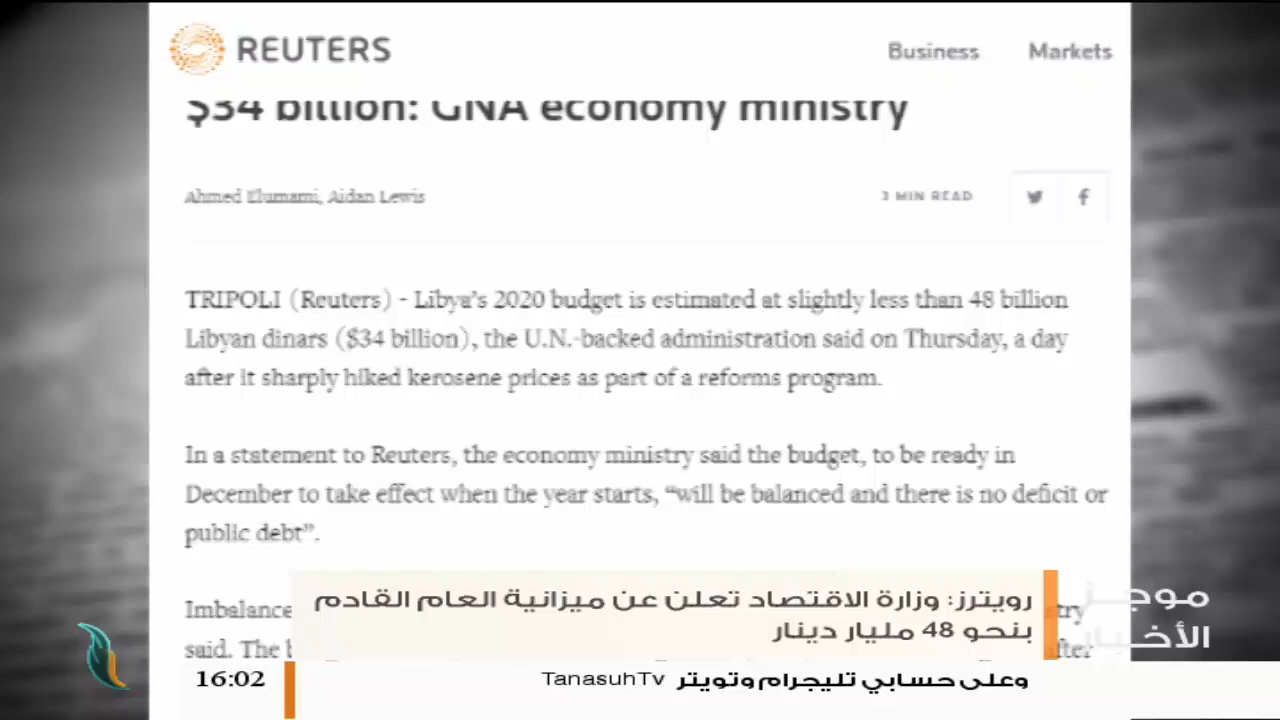 REUTERS
Business Markets
$34 billion: GNA economy ministry
Ahmed Elumami, Aidan Lewis
3 MIN READ
TRIPOLI (Reuters) - Libya's 2020 budget is estimated at slightly less than 48 billion
Libyan dinars ($34 billion), the U.N.-backed administration said on Thursday, a day
after it sharply hiked kerosene prices as part of a reforms program.
In a statement to Reuters, the economy ministry said the budget, to be ready in
December to take effect when the year starts, “will be balanced and there is no deficit or
public debt”.
Imbalance
said. The
after
رويترز: وزارة الاقتصاد تعلن عن ميزانية العام القادم
بنحو 48 مليار دينار
موجز
الأخبار
16:02
وعلى حسابي تليجرام وتويتر TanasuhTv